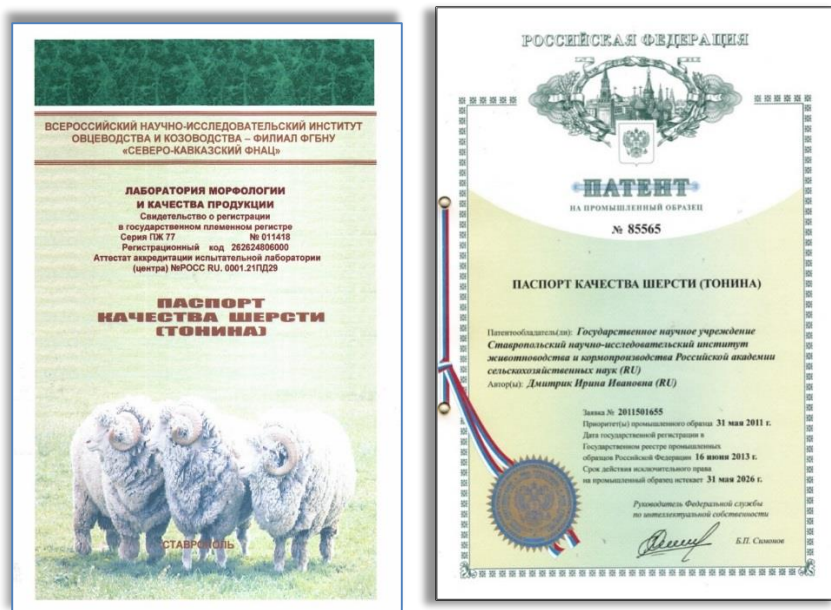 ВСЕРОССИЙСКИЙ НАУЧНО-ИССЛЕДОВАТЕЛЬСКИЙ ИНСТИТУТ
ОВЦЕВОДСТВА И КОЗОВОДСТВА – ФИЛИАЛ ФГБНУ
«СЕВЕРО-КАВКАЗСКИЙ ФНАЦ»
ЛАБОРАТОРИЯ МОРФОЛОГИИ
И КАЧЕСТВА ПРОДУКЦИИ
Свидетельство о регистрации
в государственном племенном регистре
Серия ПЖ 77 № 011418
Регистрационный код 262624806000
Аттестат аккредитации испытательной лаборатории
(центра) №РОСС RU. 0001.21ПД29
ПАСПОРТ
КАЧЕСТВА ШЕРСТИ
(ТОНИНА)
СТАВРОПОЛЬ
РОССИЙСКАЯ ФЕДЕРАЦИЯ
ПАТЕНТ
НА ПРОМЫШЛЕННЫЙ ОБРАЗЕЦ
№ 85565
ПАСПОРТ КАЧЕСТВА ШЕРСТИ (ТОНИНА)
Патентообладатель(ли): Государственное научное учреждение
Ставропольский научно-исследовательский институт
животноводства и кормопроизводства Российской академии
сельскохозяйственных наук (RU)
Автор(ы): Дмитрик Ирина Ивановна (RU)
Заявка № 2011501655
Приоритет(ы) промышленного образца 31 мая 2011 г.
Дата государственной регистрации в
Государственном реестре промышленных
образцов Российской Федерации 16 июня 2013 г.
Срок действия исключительного права
на промышленный образец истекает 31 мая 2026 г.
Руководитель Федеральной службы
по интеллектуальной собственности
Б.П. Симонов